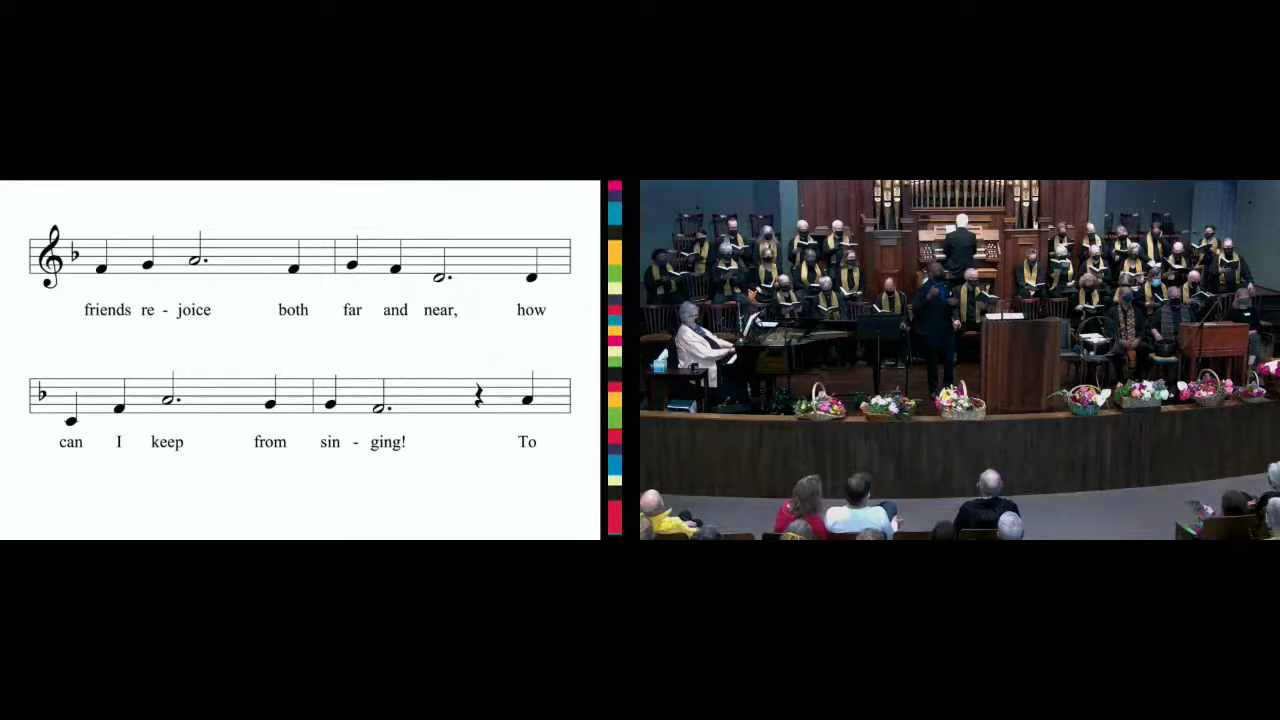 friends re - joice both far and near, how
can I keep from sin - ging! To